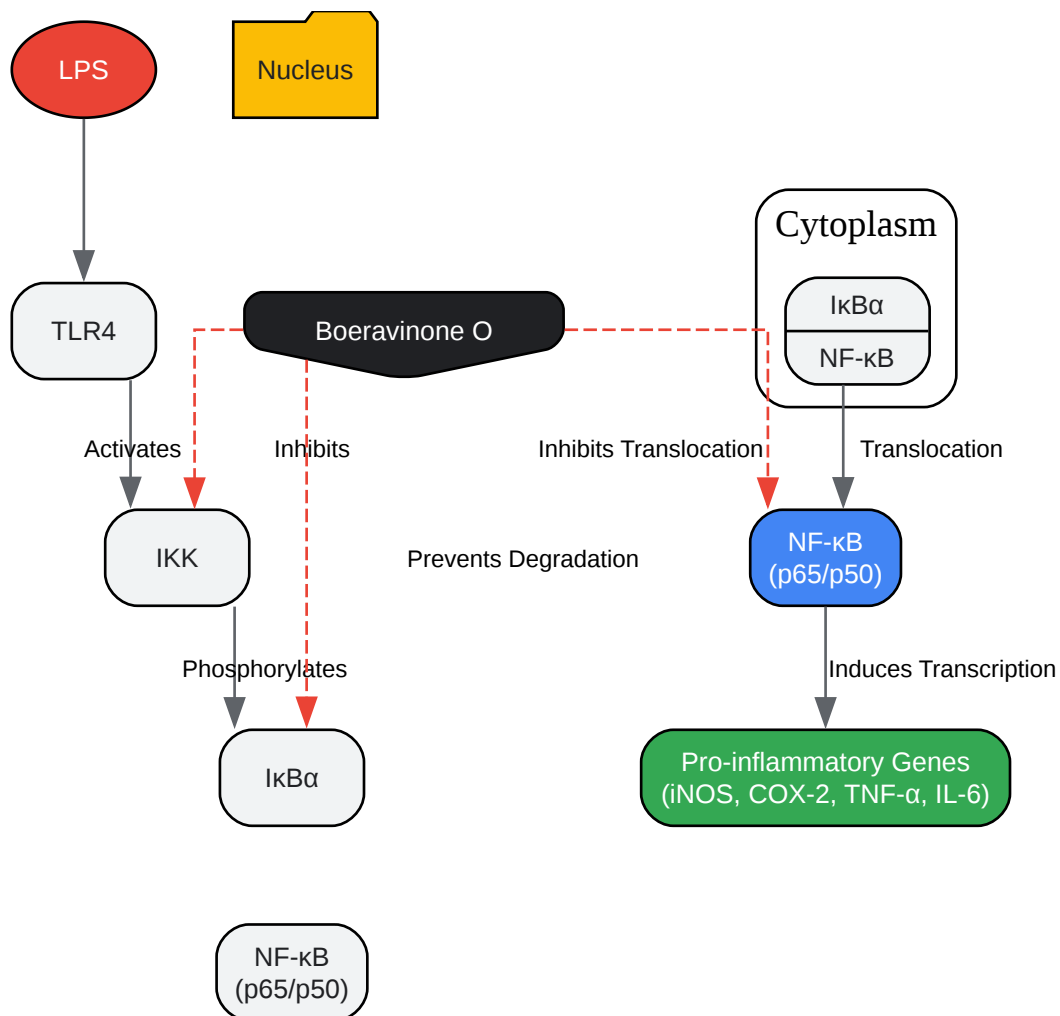 LPS
Nucleus
Cytoplasm
IκBα
NF-κB
TLR4
Boeravinone O
Activates
Inhibits
Inhibits Translocation
Translocation
IKK
Prevents Degradation
NF-κB
(p65/p50)
Phosphorylates
Induces Transcription
IκBα
Pro-inflammatory Genes
(iNOS, COX-2, TNF-α, IL-6)
NF-κB
(p65/p50)